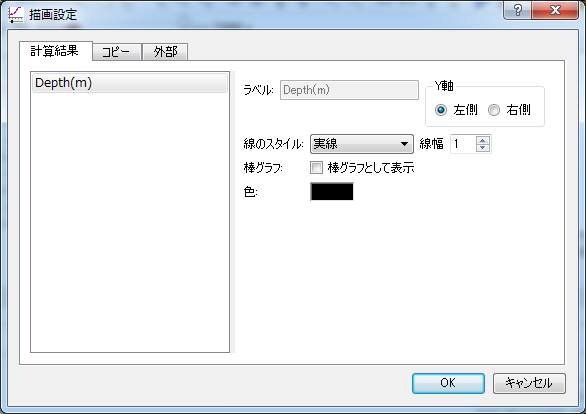 描画設定
計算結果 コピー 外部
Depth(m)
ラベル: Depth(m)
Y軸
左側 右側
線のスタイル: 実線 線幅 1
棒グラフ: 棒グラフとして表示
色:
OK キャンセル